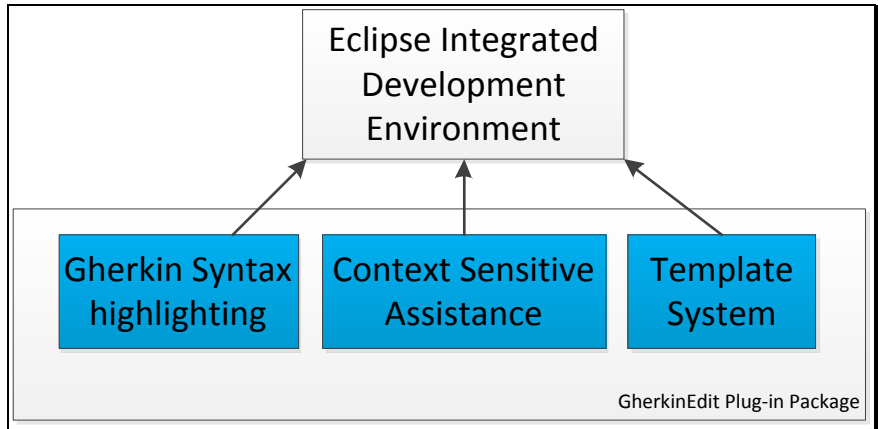 Eclipse Integrated
Development
Environment
Gherkin Syntax
highlighting
Context Sensitive
Assistance
Template
System
GherkinEdit Plug-in Package